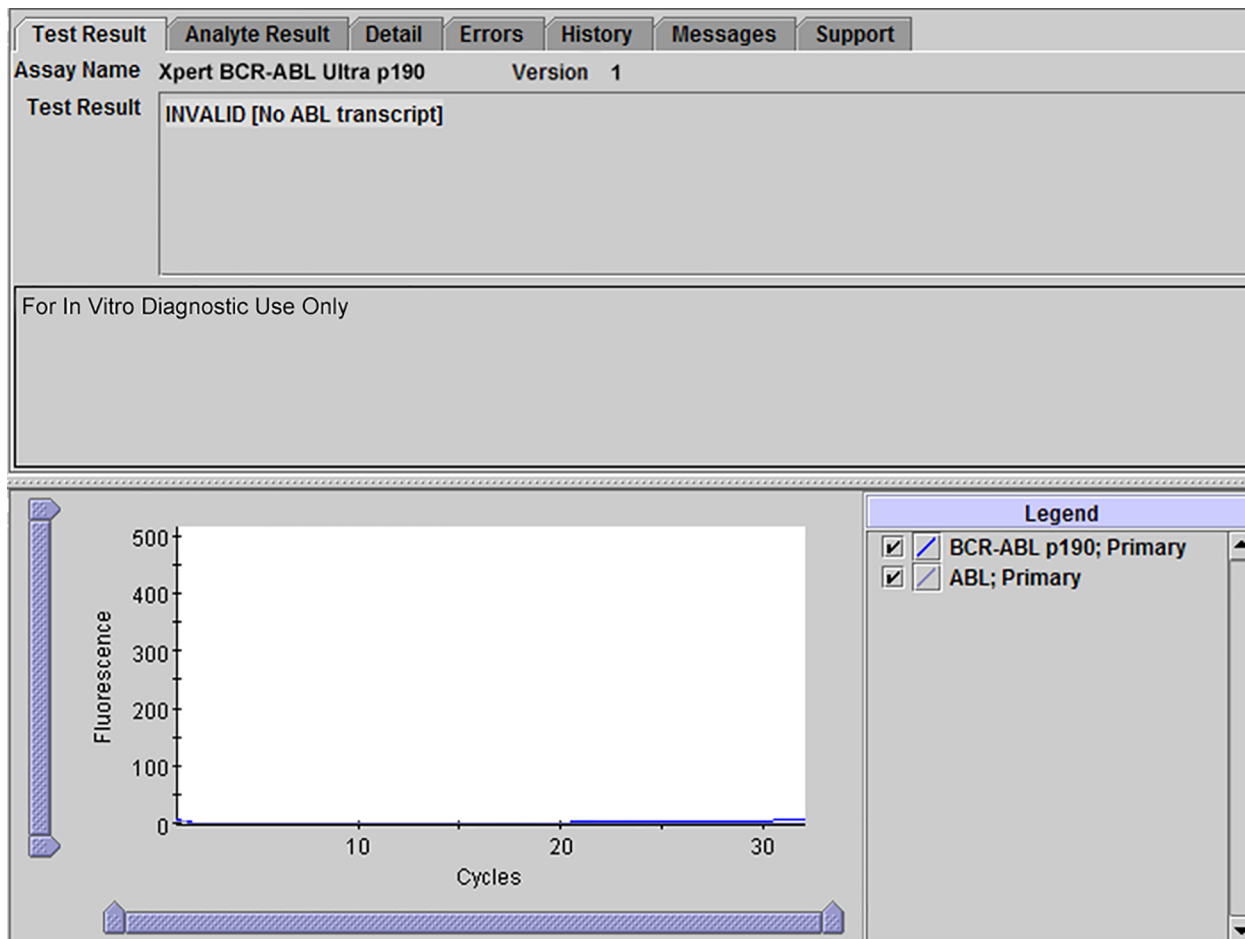 Test Result Analyte Result Detail Errors History Messages Support
Assay Name Xpert BCR-ABL Ultra p190 Version 1
Test Result INVALID [No ABL transcript]
For In Vitro Diagnostic Use Only
Legend
BCR-ABL p190; Primary
ABL; Primary
500
400
300
200
100
0
Fluorescence
10 20 30
Cycles